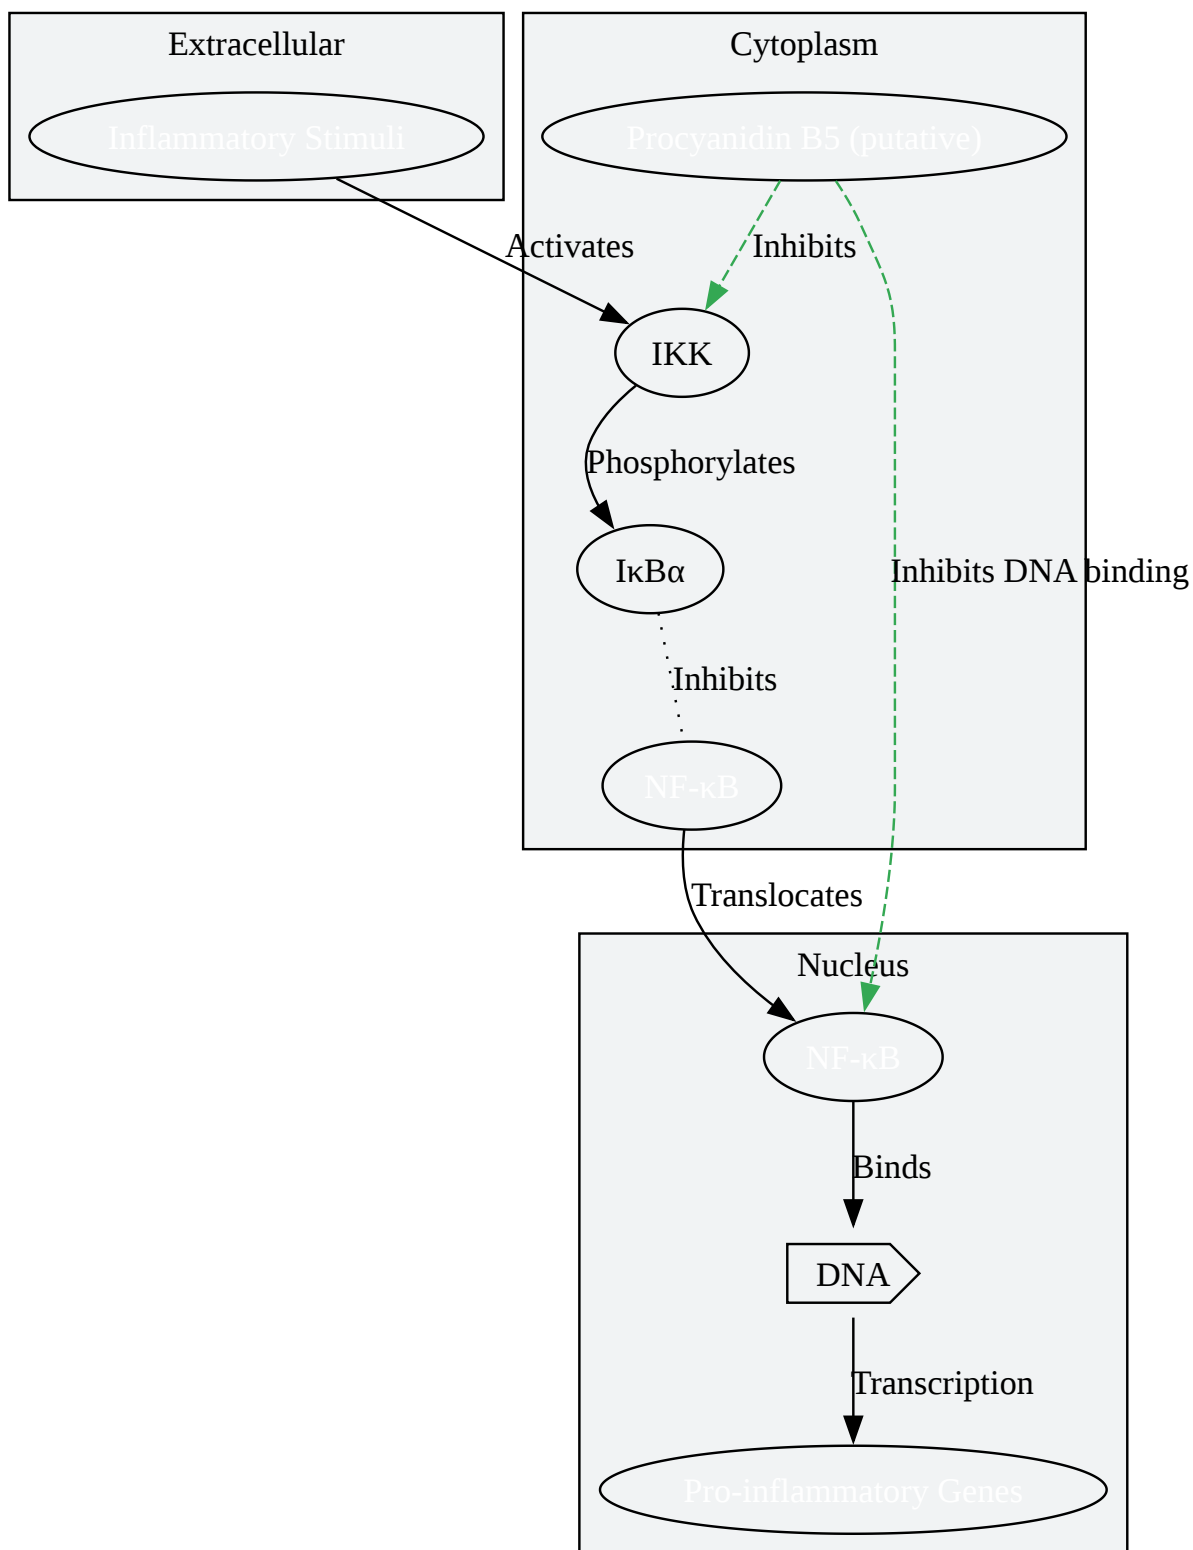 Extracellular
Cytoplasm
Inflammatory Stimuli
Procyanidin B5 (putative)
Activates
Inhibits
IKK
Phosphorylates
IκBα
Inhibits DNA binding
Inhibits
NF-κB
Translocates
Nucleus
NF-κB
Binds
DNA
Transcription
Pro-inflammatory Genes